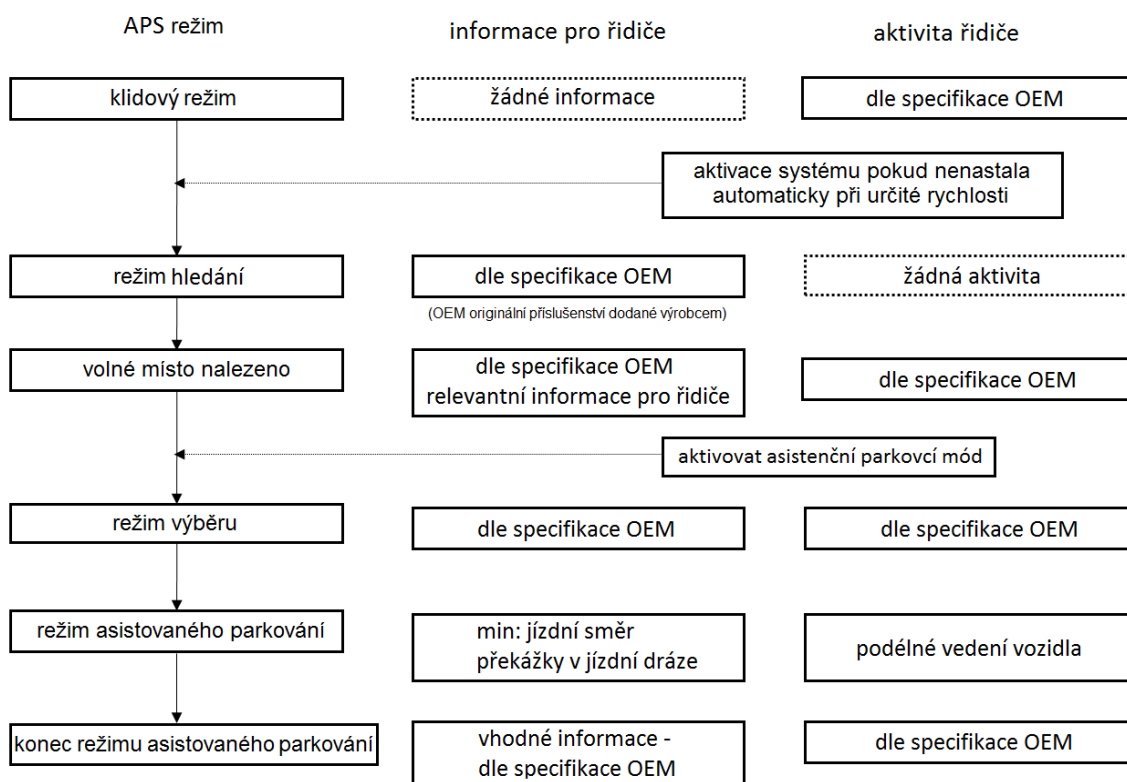 APS režim
informace pro řidiče
aktivita řidiče
klidový režim
žádné informace
dle specifikace OEM
aktivace systému pokud nenastala
automaticky při určité rychlosti
režim hledání
dle specifikace OEM
žádná aktivita
(OEM originální příslušenství dodané výrobcem)
volné místo nalezeno
dle specifikace OEM
relevantní informace pro řidiče
dle specifikace OEM
aktivovat asistenční parkovcí mód
režim výběru
dle specifikace OEM
dle specifikace OEM
režim asistovaného parkování
min: jízdní směr
překážky v jízdní dráze
podélné vedení vozidla
konec režimu asistovaného parkování
vhodné informace -
dle specifikace OEM
dle specifikace OEM